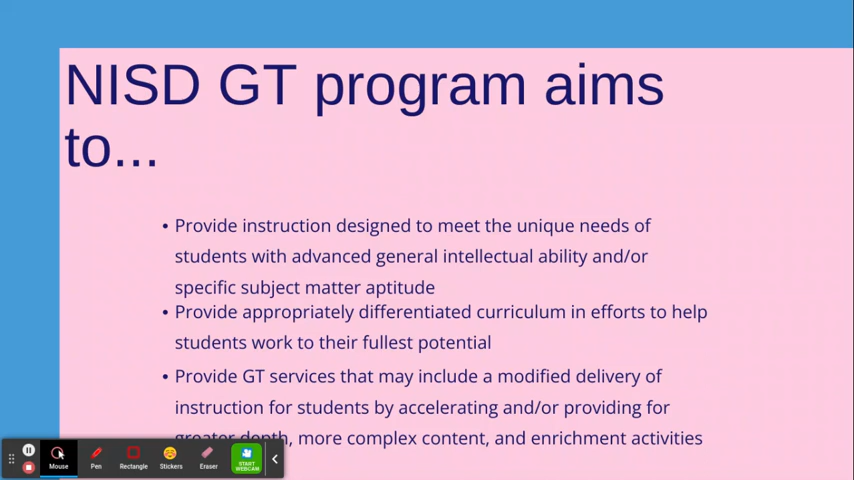 NISD GT program aims
to...
• Provide instruction designed to meet the unique needs of
students with advanced general intellectual ability and/or
specific subject matter aptitude
• Provide appropriately differentiated curriculum in efforts to help
students work to their fullest potential
• Provide GT services that may include a modified delivery of
instruction for students by accelerating and/or providing for
greater depth, more complex content, and enrichment activities
Mouse Pen Rectangle Stickers Eraser START WEBCAM